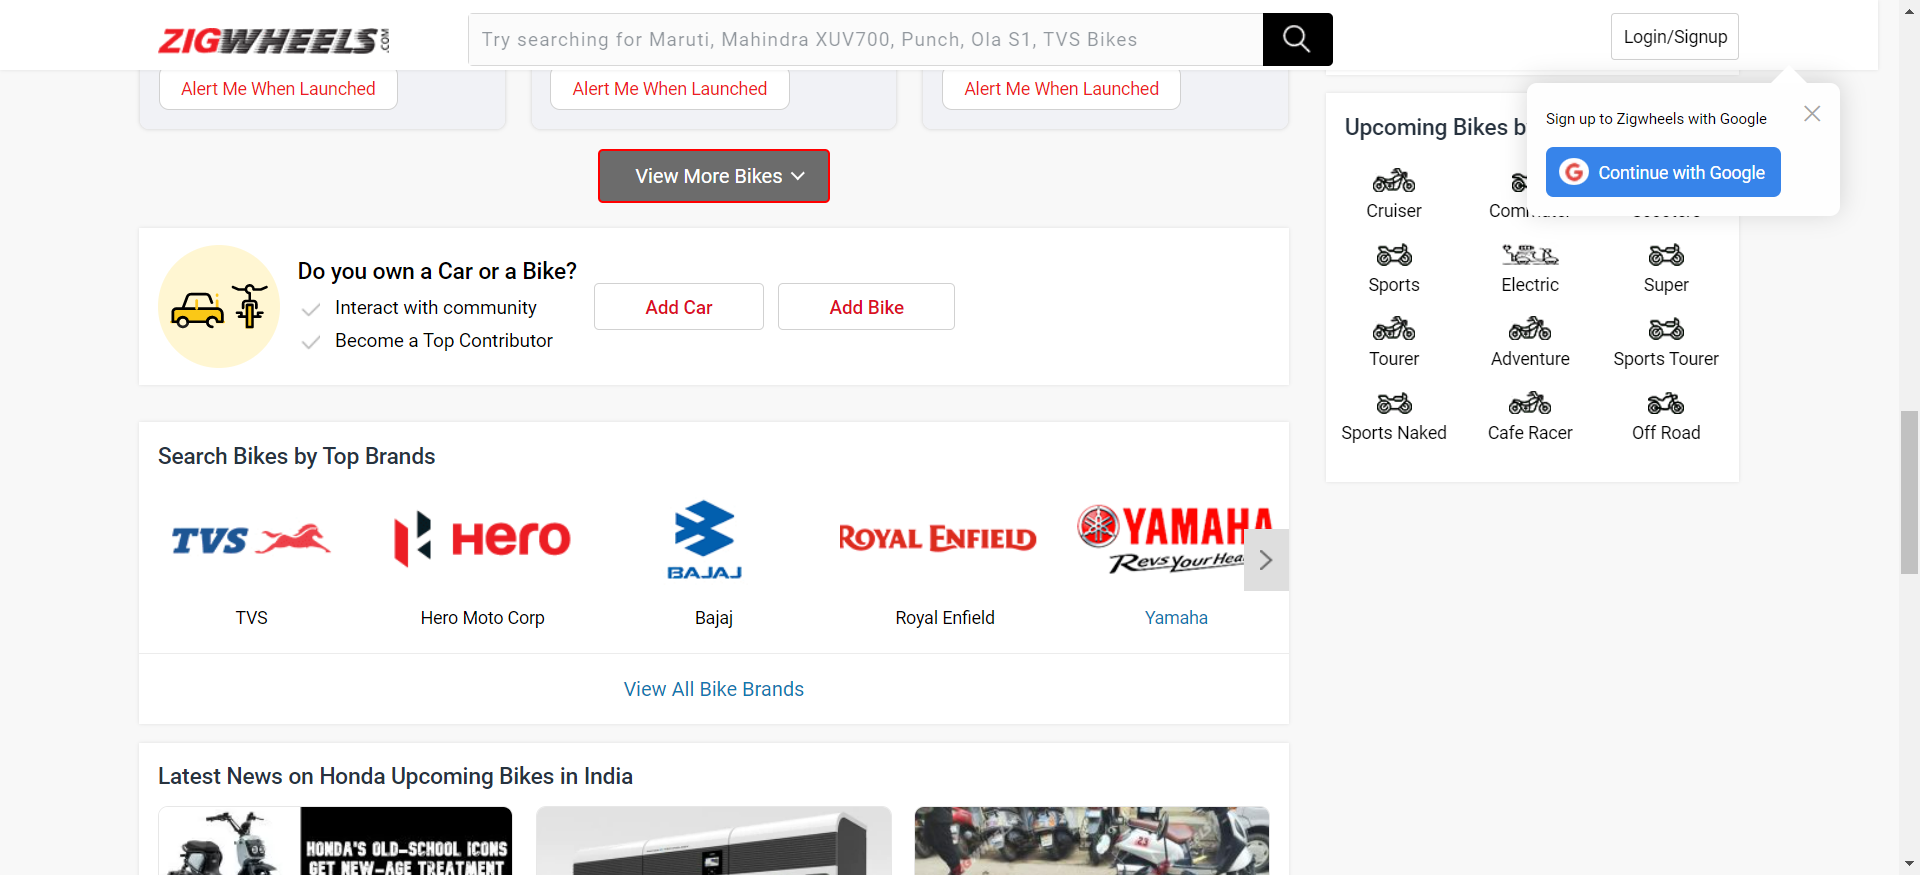 ZIGWHEELS.COM
Try searching for Maruti, Mahindra XUV700, Punch, Ola S1, TVS Bikes
Login/Signup
Alert Me When Launched
Alert Me When Launched
Alert Me When Launched
View More Bikes
Do you own a Car or a Bike?
Interact with community
Become a Top Contributor
Add Car
Add Bike
Search Bikes by Top Brands
TVS
HERO
BAJAJ
ROYAL ENFIELD
YAMAHA
Revs Your Hea
TVS
Hero Moto Corp
Bajaj
Royal Enfield
Yamaha
View All Bike Brands
Latest News on Honda Upcoming Bikes in India
HONDA'S OLD-SCHOOL ICONS
GET NEW-AGE TREATMENT
Upcoming Bikes b
Sign up to Zigwheels with Google
G Continue with Google
Cruiser
Commuter
Scooters
Sports
Electric
Super
Tourer
Adventure
Sports Tourer
Sports Naked
Cafe Racer
Off Road